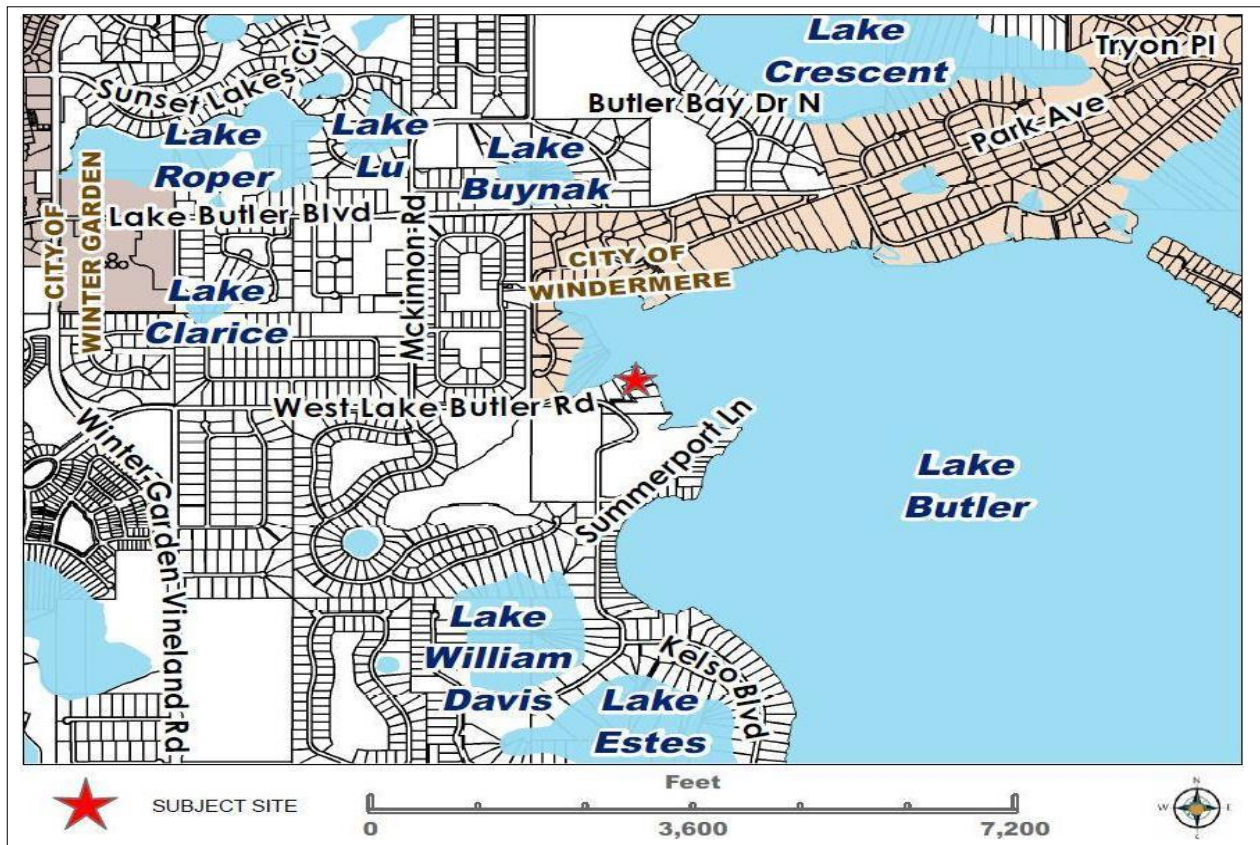 Lake
Crescent
Tryon Pl
Sunset Lakes Cir
Butler Bay Dr N
Park Ave
Lake
Roper
Lake
Lu
Lake
Buynak
CITY OF
WINTER GARDEN
Lake Butler Blvd
Mckinnon Rd
CITY OF
WINDERMERE
Lake
Clarice
West Lake Butler Rd
Summerport Ln
Winter Garden-Vineland Rd
Lake
Butler
Lake
William
Davis
Kelso Blvd
Lake
Estes
SUBJECT SITE
Feet
0 3,600 7,200
N
W E